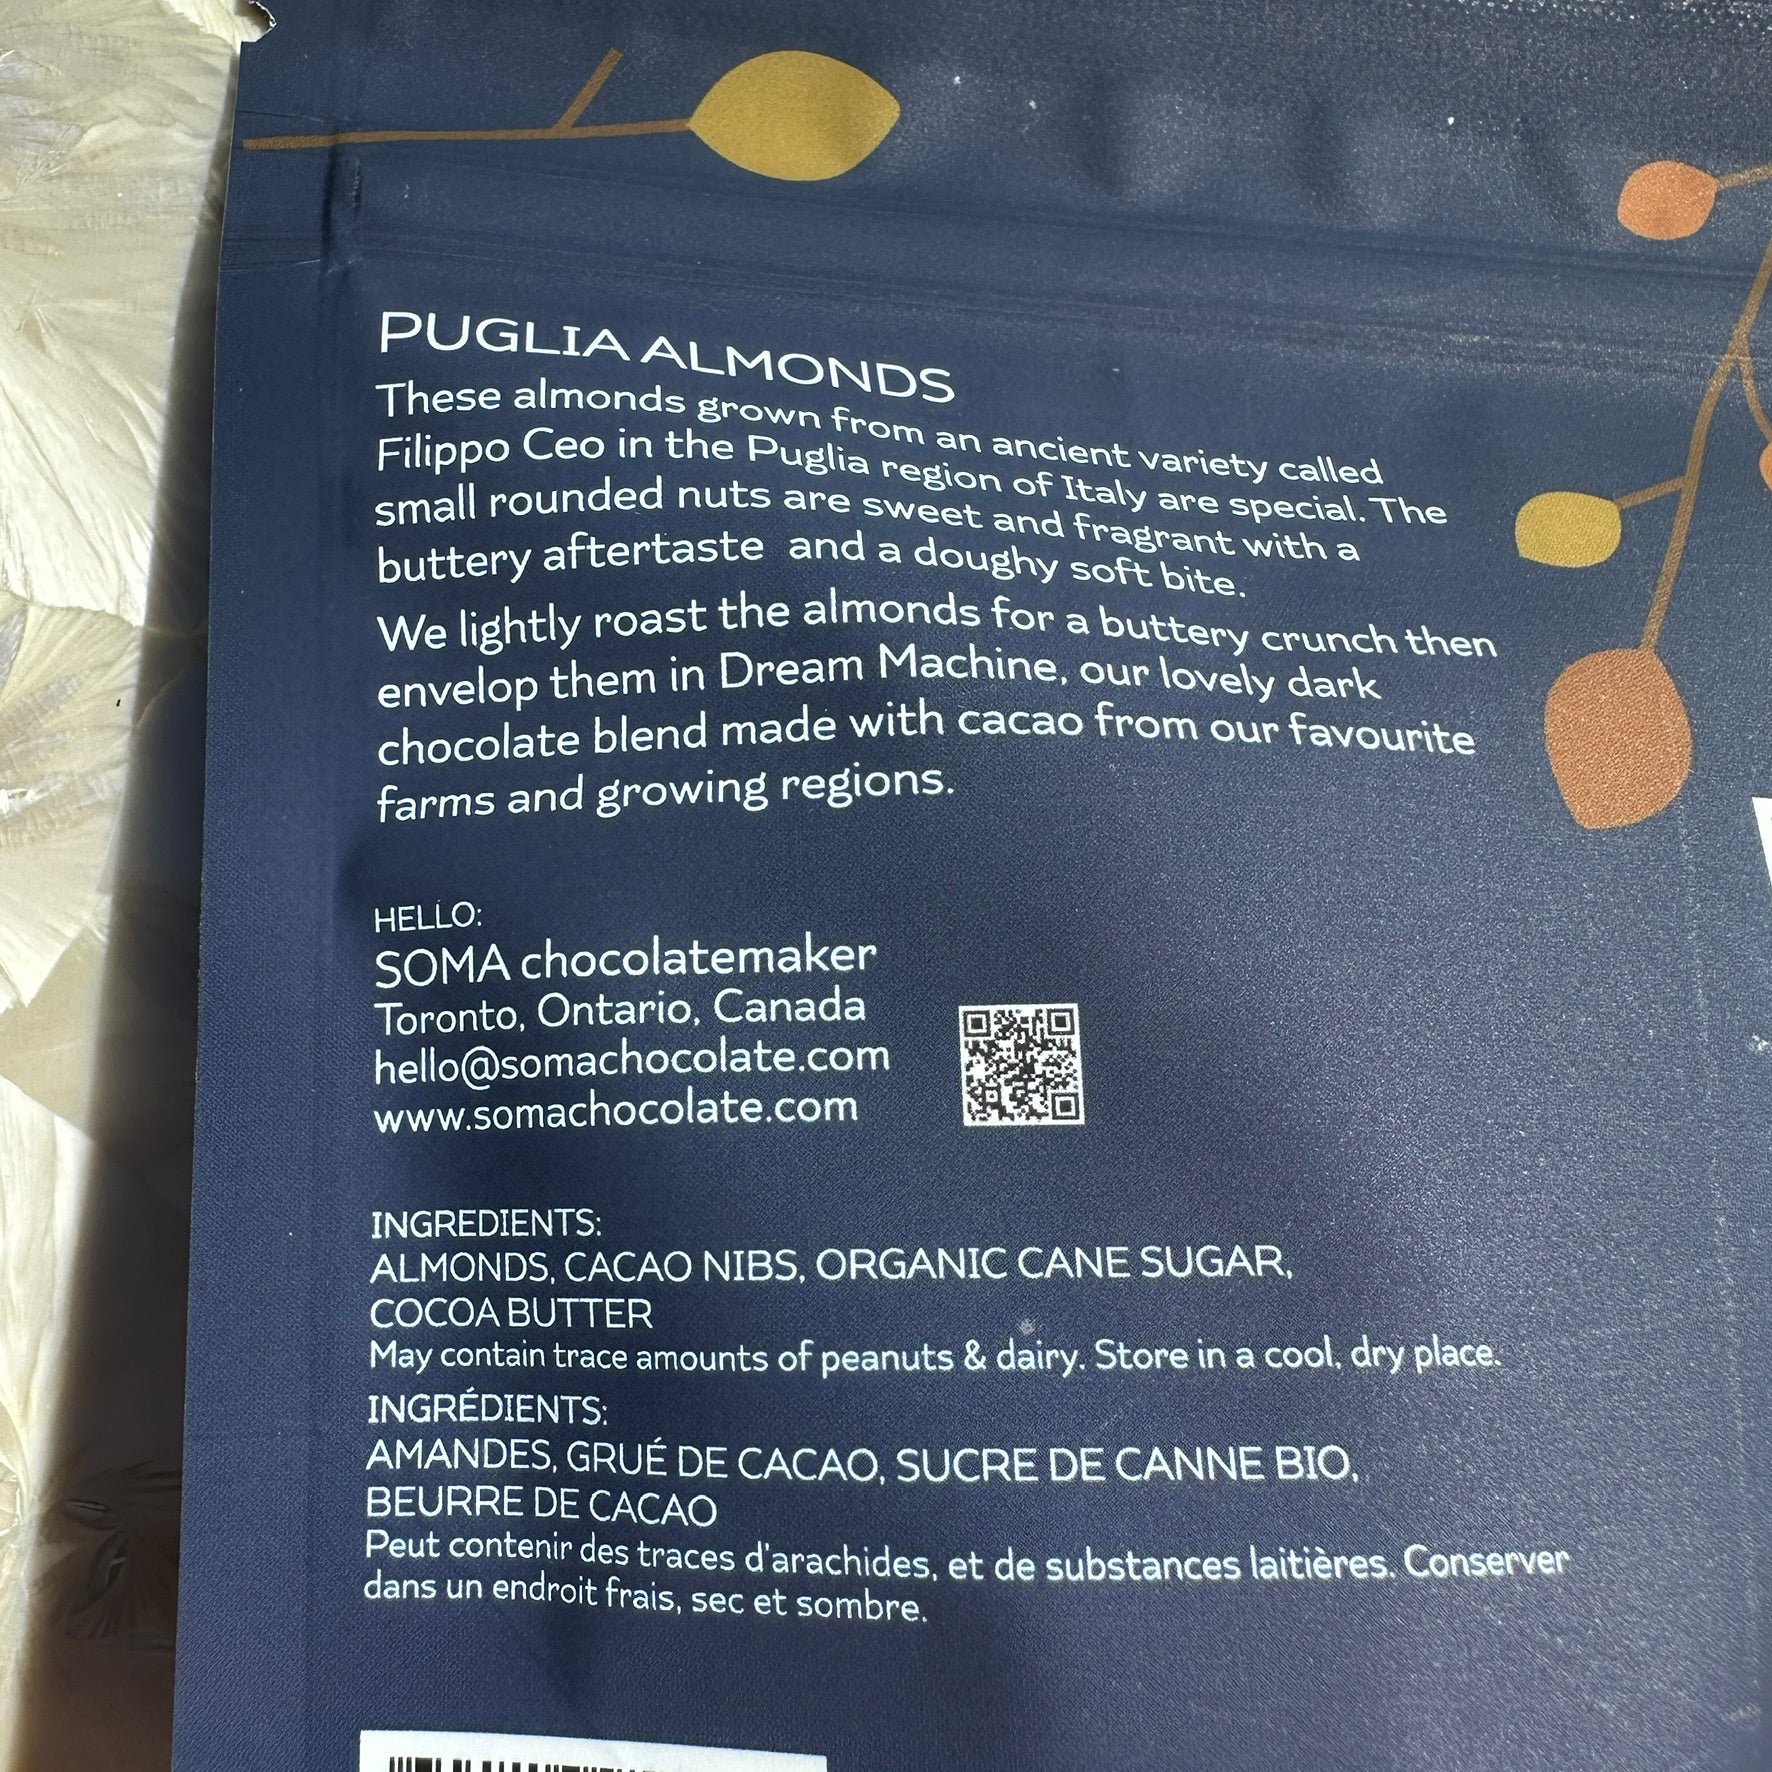 PUGLIA ALMONDS
These almonds grown from an ancient variety called
Filippo Ceo in the Puglia region of Italy are special. The
small rounded nuts are sweet and fragrant with a
buttery aftertaste and a doughy soft bite.
We lightly roast the almonds for a buttery crunch then
envelop them in Dream Machine, our lovely dark
chocolate blend made with cacao from our favourite
farms and growing regions.
HELLO:
SOMA chocolatemaker
Toronto, Ontario, Canada
hello@somachocolate.com
www.somachocolate.com
INGREDIENTS:
ALMONDS, CACAO NIBS, ORGANIC CANE SUGAR,
COCOA BUTTER
May contain trace amounts of peanuts & dairy. Store in a cool, dry place.
INGRÉDIENTS:
AMANDES, GRUÉ DE CACAO, SUCRE DE CANNE BIO,
BEURRE DE CACAO
Peut contenir des traces d'arachides, et de substances laitières. Conserver
dans un endroit frais, sec et sombre.